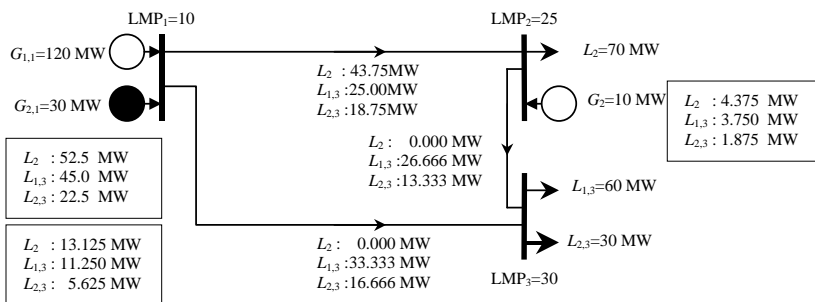 LMP₁=10
LMP₂=25
G₁,₁=120 MW
G₂,₁=30 MW
L₂=70 MW
G₂=10 MW
L₂ : 43.75MW
L₁,₃ : 25.00MW
L₂,₃ : 18.75MW
L₂ : 4.375 MW
L₁,₃ : 3.750 MW
L₂,₃ : 1.875 MW
L₂ : 0.000 MW
L₁,₃ :26.666 MW
L₂,₃ : 13.333 MW
L₂ : 52.5 MW
L₁,₃ : 45.0 MW
L₂,₃ : 22.5 MW
L₁,₃=60 MW
L₂,₃=30 MW
L₂ : 13.125 MW
L₁,₃ : 11.250 MW
L₂,₃ : 5.625 MW
L₂ : 0.000 MW
L₁,₃ :33.333 MW
L₂,₃ : 16.666 MW
LMP₃=30